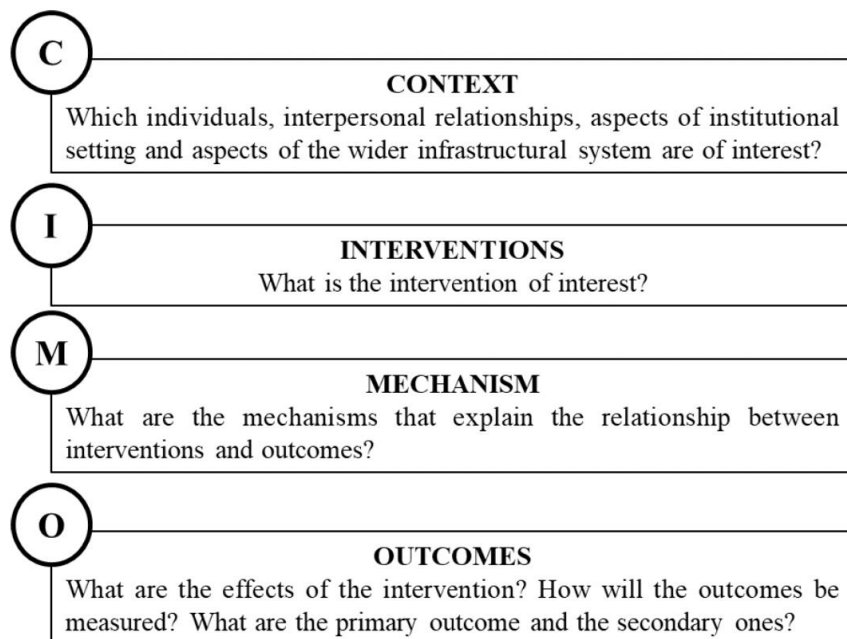 C
CONTEXT
Which individuals, interpersonal relationships, aspects of institutional
setting and aspects of the wider infrastructural system are of interest?
I
INTERVENTIONS
What is the intervention of interest?
M
MECHANISM
What are the mechanisms that explain the relationship between
interventions and outcomes?
O
OUTCOMES
What are the effects of the intervention? How will the outcomes be
measured? What are the primary outcome and the secondary ones?